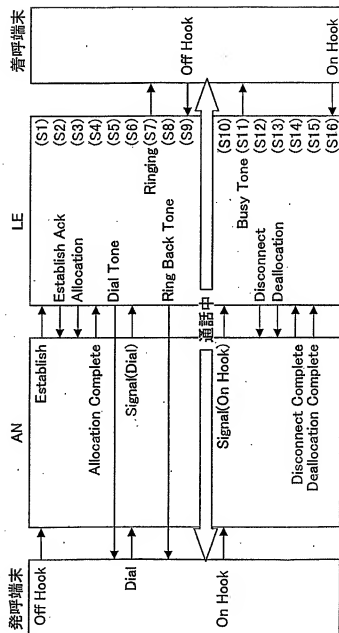 発呼端末
AN
LE
着呼端末
Off Hook
Establish
(S1)
Establish Ack
(S2)
Allocation
(S3)
Allocation Complete
(S4)
Dial Tone
(S5)
Dial
Signal(Dial)
(S6)
Ringing
(S7)
Ring Back Tone
(S8)
(S9)
Off Hook
通話中
On Hook
Signal(On Hook)
(S10)
Busy Tone
(S11)
Disconnect
(S12)
Deallocation
(S13)
Disconnect Complete
(S14)
Deallocation Complete
(S15)
(S16)
On Hook